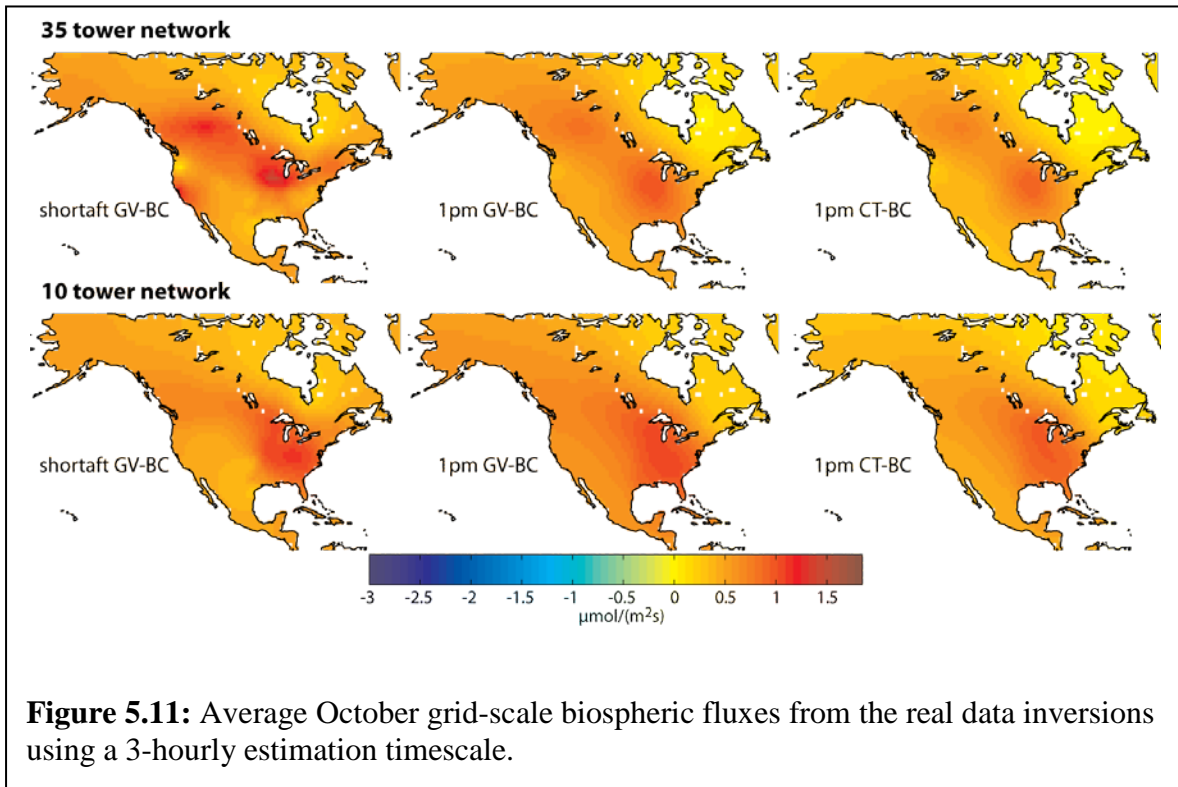 35 tower network
shortaft GV-BC 1pm GV-BC 1pm CT-BC
10 tower network
shortaft GV-BC 1pm GV-BC 1pm CT-BC
-3 -2.5 -2 -1.5 -1 -0.5 0 0.5 1 1.5
µmol/(m²s)
Figure 5.11: Average October grid-scale biospheric fluxes from the real data inversions
using a 3-hourly estimation timescale.